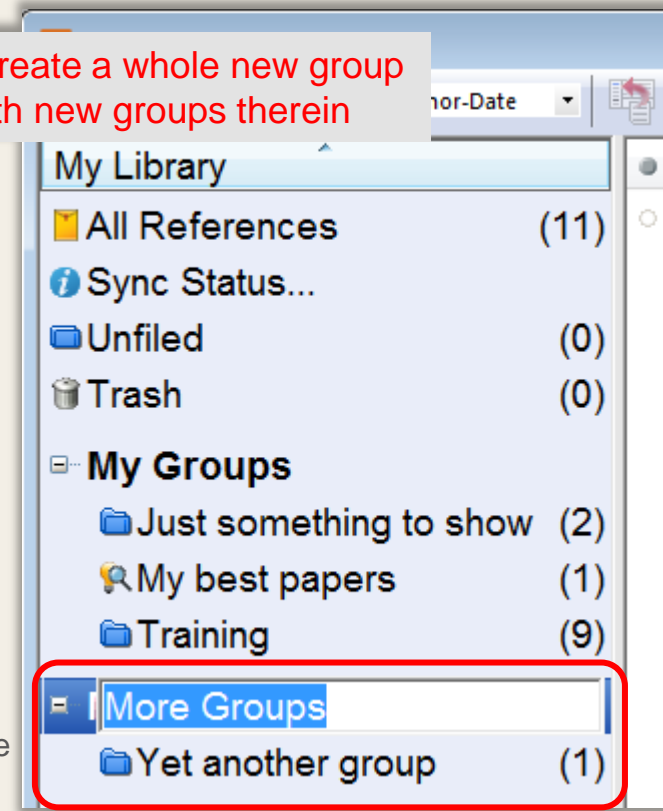 reate a whole new group
th new groups therein
hor-Date
My Library
All References (11)
Sync Status...
Unfiled (0)
Trash (0)
My Groups
Just something to show (2)
My best papers (1)
Training (9)
More Groups
Yet another group (1)
e